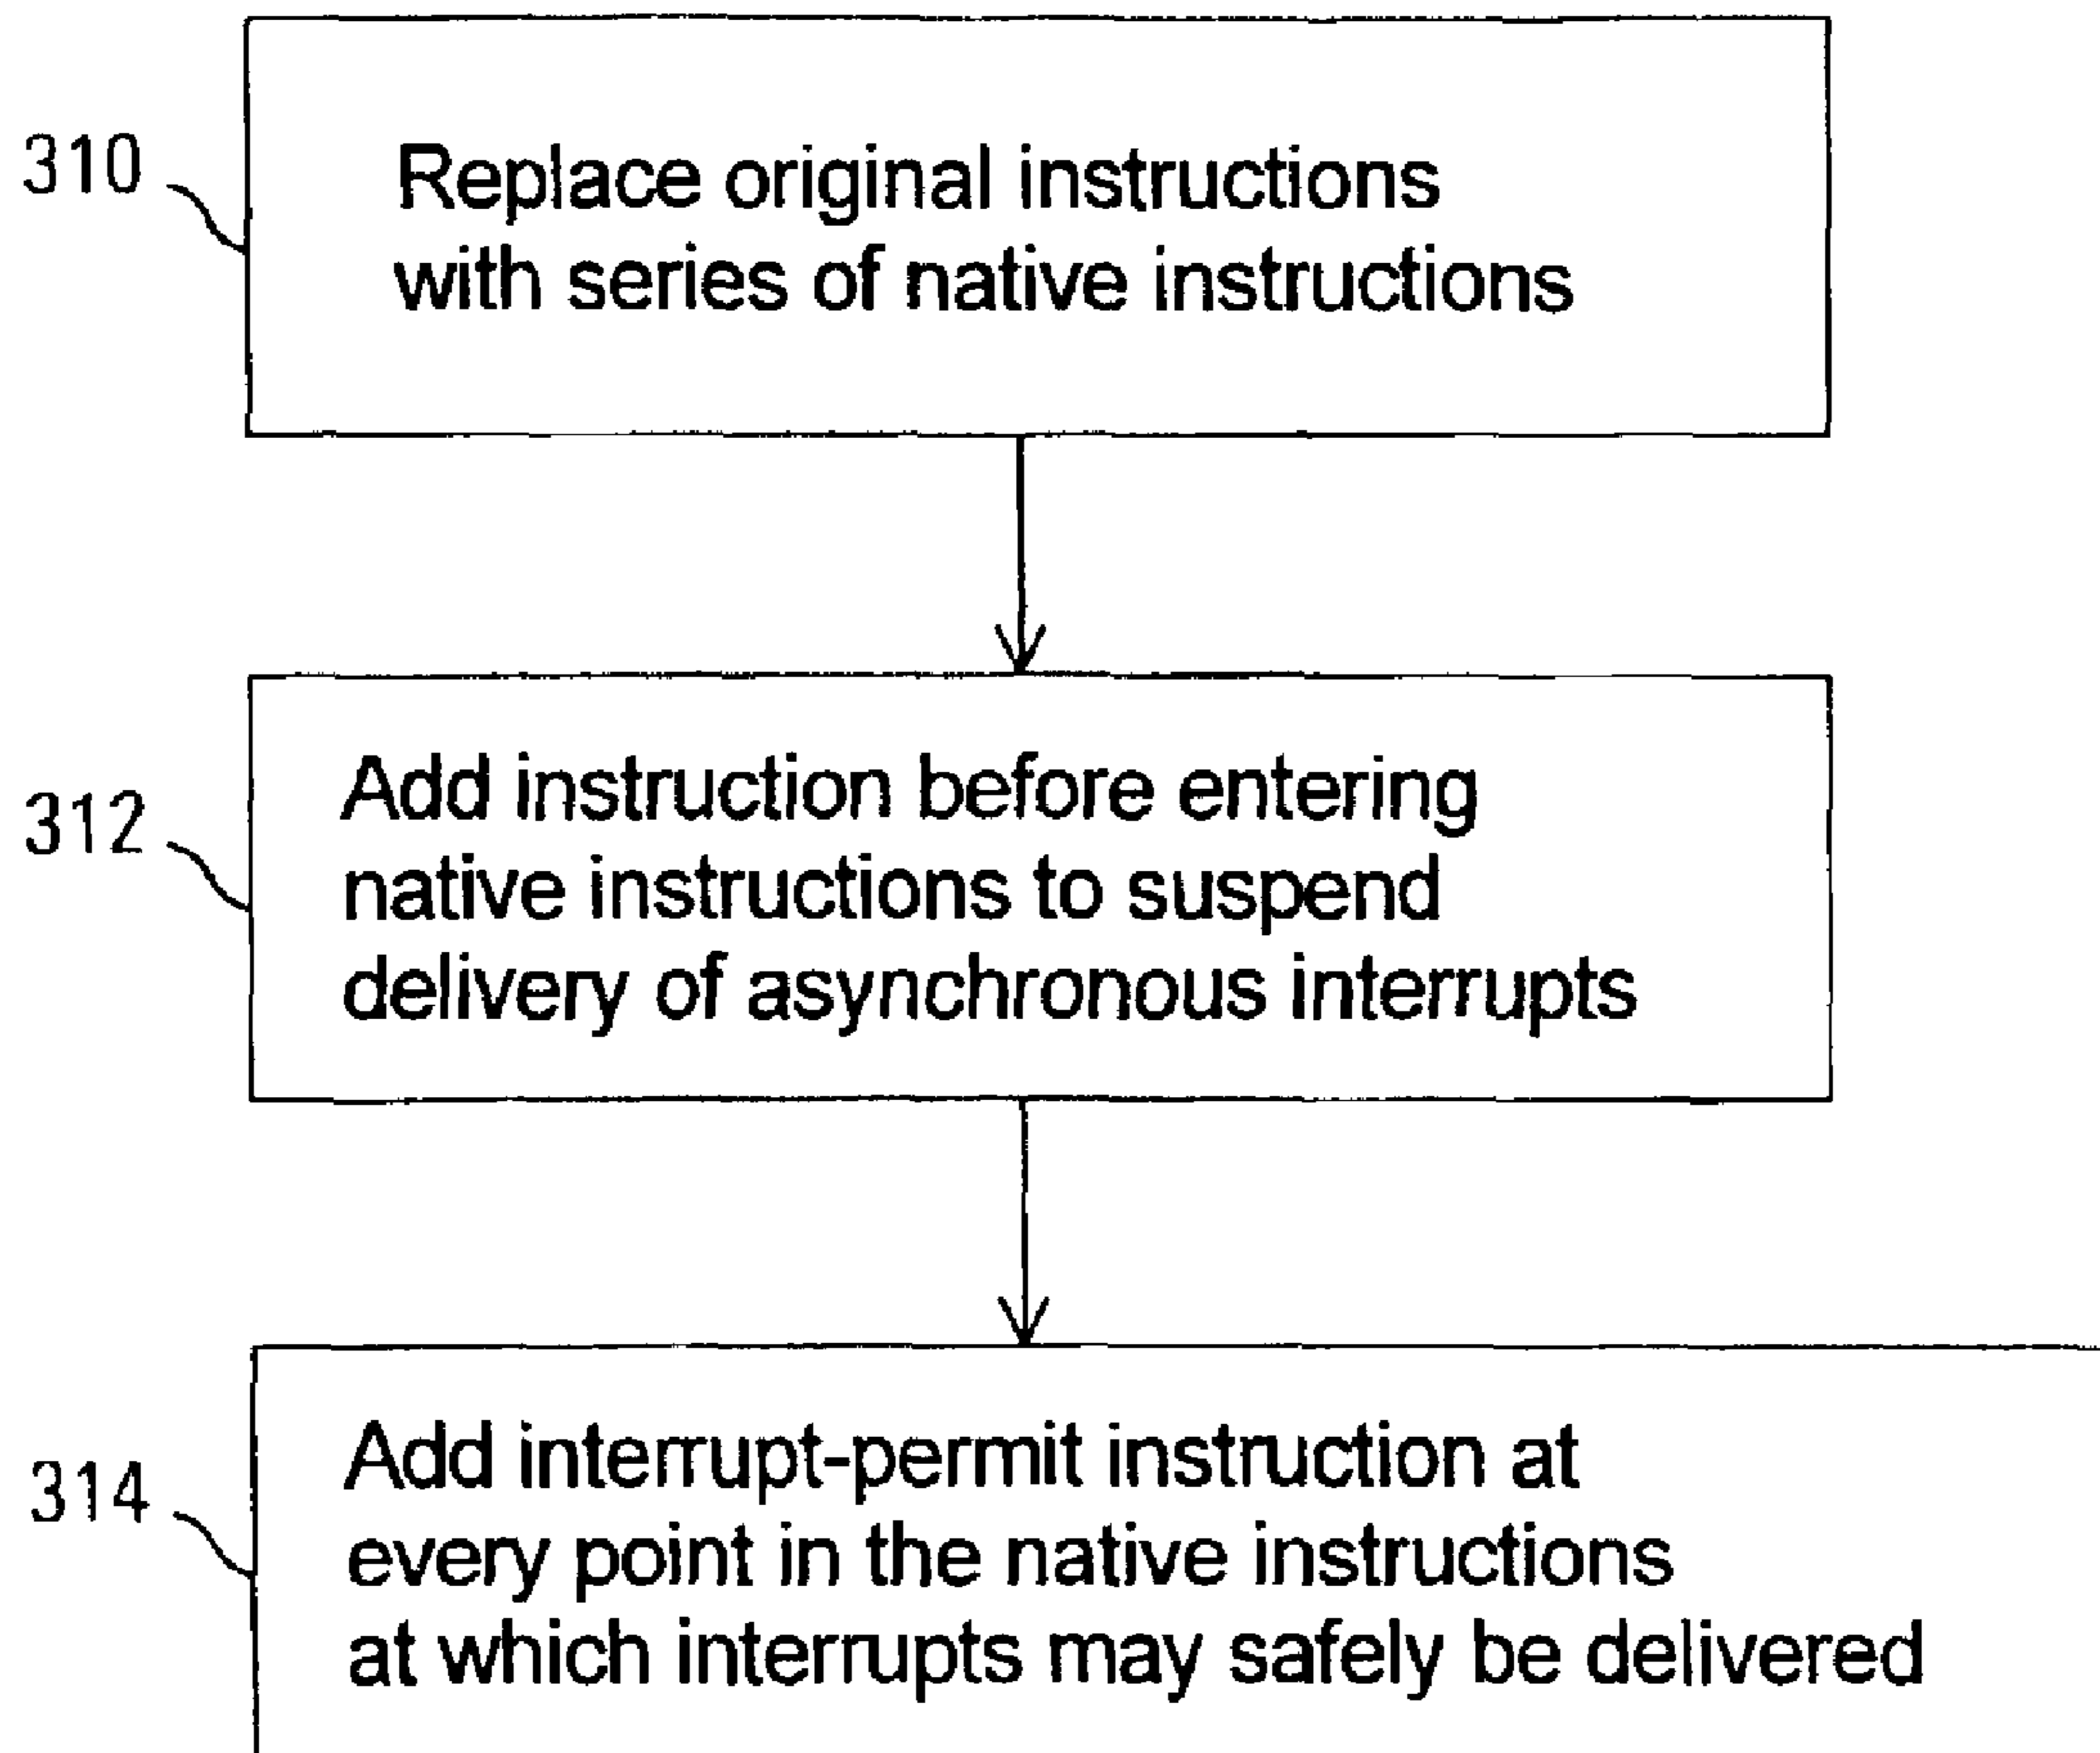 310
Replace original instructions
with series of native instructions
312
Add instruction before entering
native instructions to suspend
delivery of asynchronous interrupts
314
Add interrupt-permit instruction at
every point in the native instructions
at which interrupts may safely be delivered